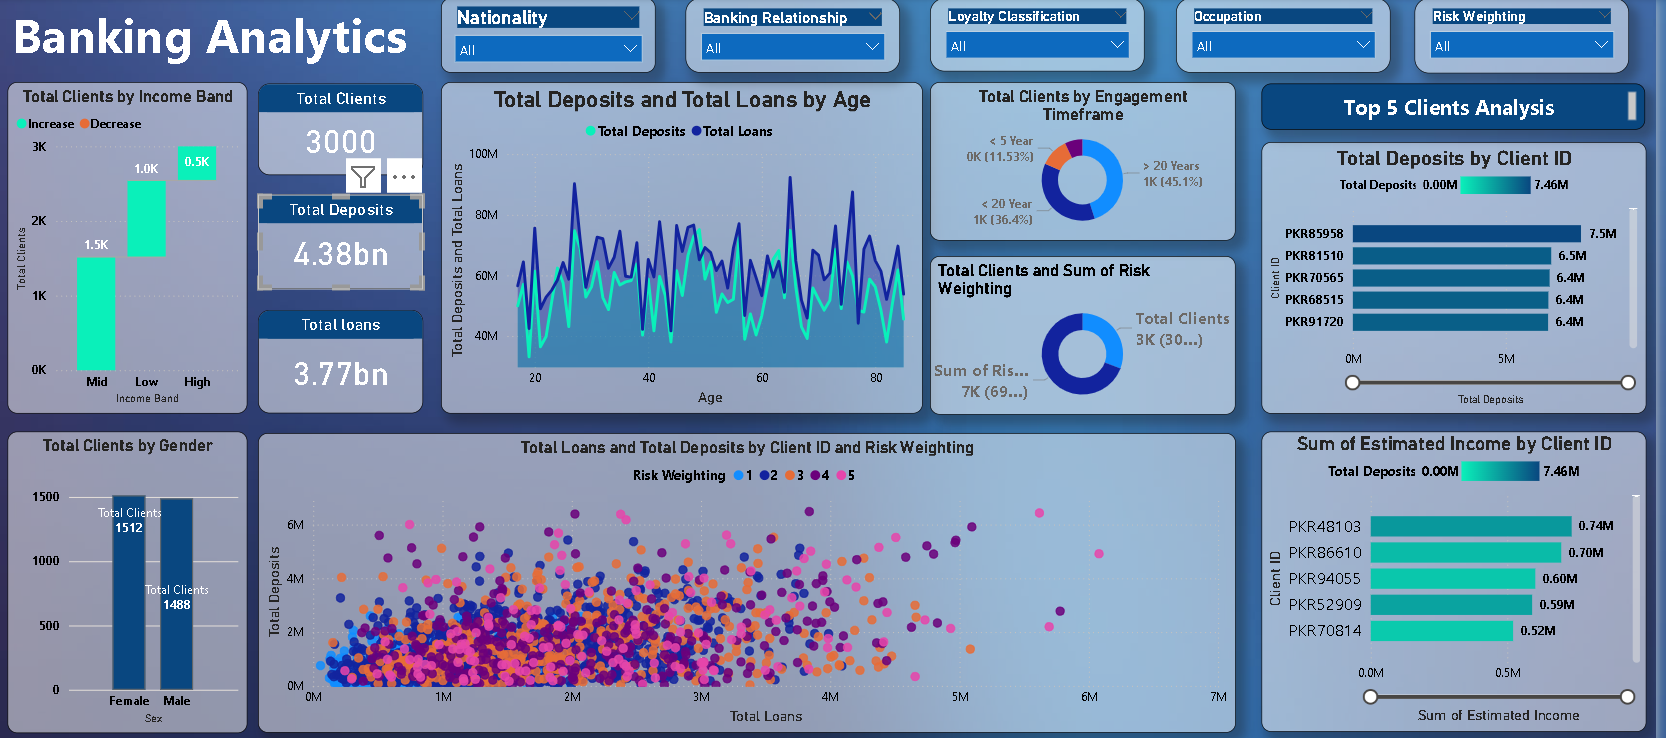 Banking Analytics
Nationality
All
Banking Relationship
All
Loyalty Classification
All
Occupation
All
Risk Weighting
All
Total Clients by Income Band
Increase Decrease
Total Clients
3K
2K
1K
0K
1.5K
1.0K
0.5K
Mid Low High
Income Band
Total Clients
3000
Total Deposits
4.38bn
Total loans
3.77bn
Total Deposits and Total Loans by Age
Total Deposits Total Loans
Total Deposits and Total Loans
100M
80M
60M
40M
20 40 60 80
Age
Total Clients by Engagement
Timeframe
< 5 Year
0K (11.53%)
> 20 Years
1K (45.1%)
< 20 Year
1K (36.4%)
Total Clients and Sum of Risk
Weighting
Total Clients
3K (30...)
Sum of Ris...
7K (69...)
Top 5 Clients Analysis
Total Deposits by Client ID
Total Deposits 0.00M 7.46M
Client ID
PKR85958 7.5M
PKR81510 6.5M
PKR70565 6.4M
PKR68515 6.4M
PKR91720 6.4M
0M 5M
Total Deposits
Total Clients by Gender
1500
1000
500
0
Total Clients
1512
Total Clients
1488
Female Male
Sex
Total Loans and Total Deposits by Client ID and Risk Weighting
Risk Weighting 1 2 3 4 5
Total Deposits
6M
4M
2M
0M
0M 1M 2M 3M 4M 5M 6M 7M
Total Loans
Sum of Estimated Income by Client ID
Total Deposits 0.00M 7.46M
Client ID
PKR48103 0.74M
PKR86610 0.70M
PKR94055 0.60M
PKR52909 0.59M
PKR70814 0.52M
0.0M 0.5M
Sum of Estimated Income